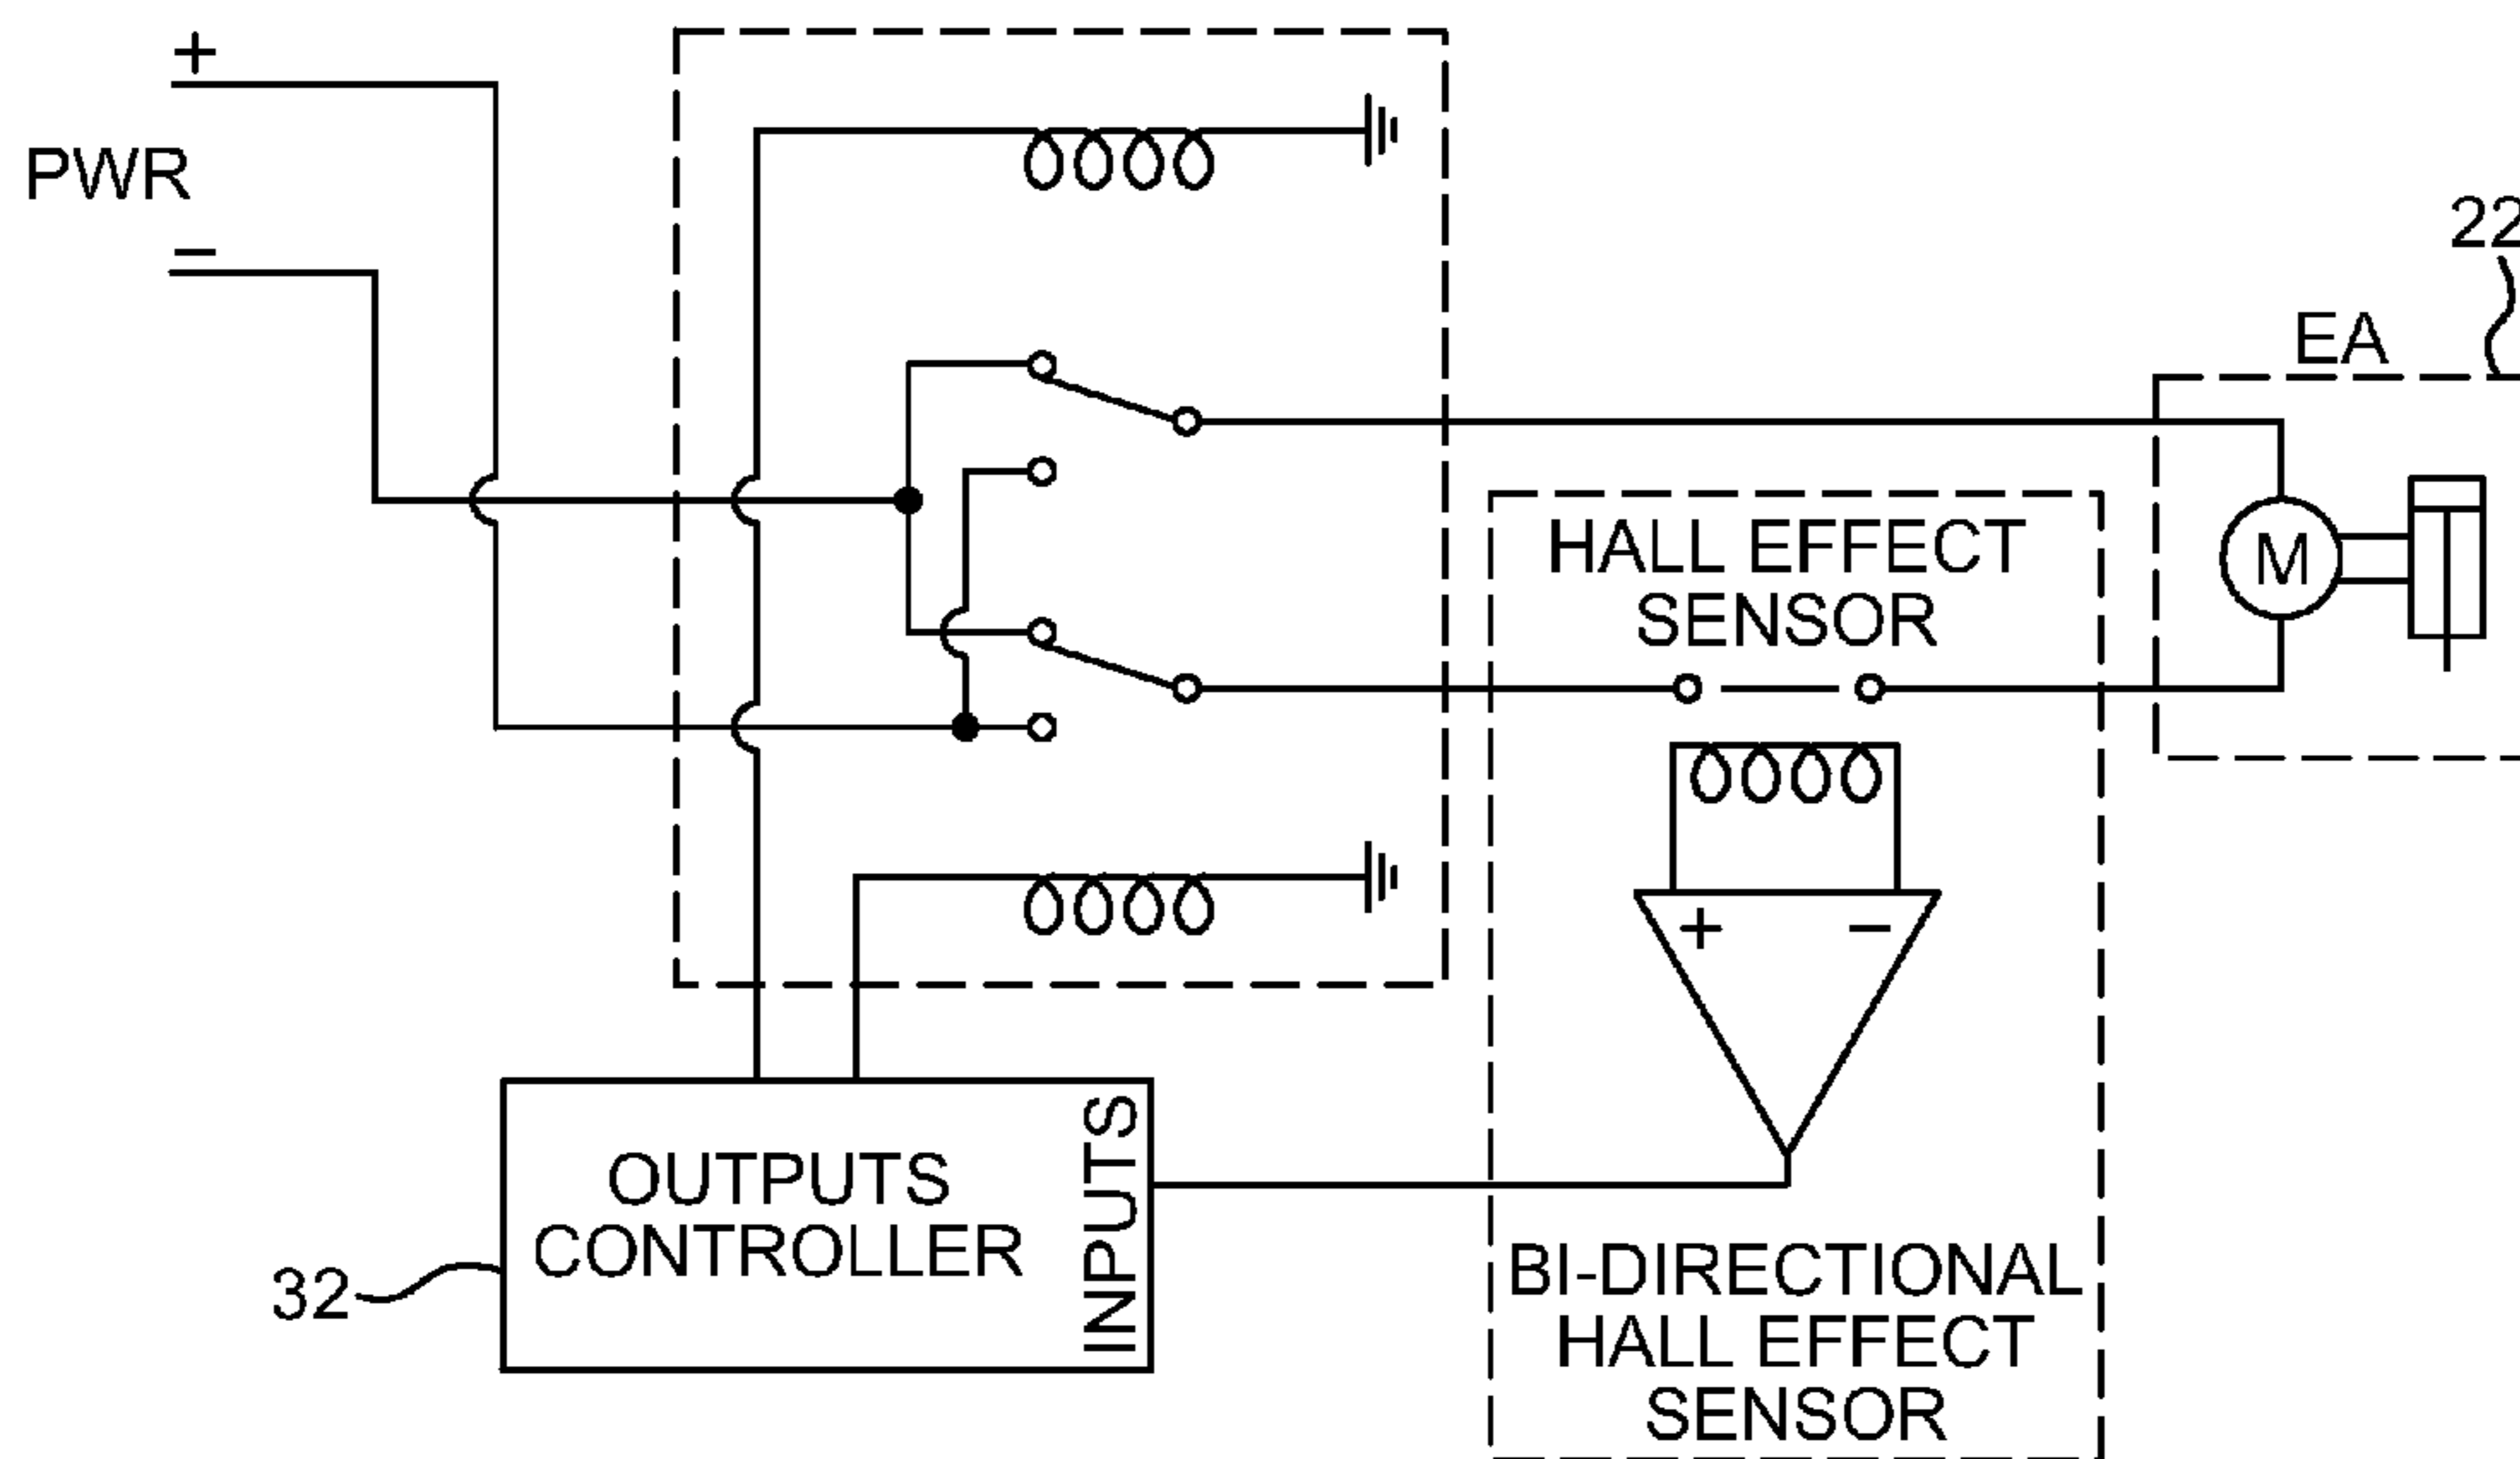 +
PWR
−
22
EA
M
HALL EFFECT
SENSOR
+ −
OUTPUTS
CONTROLLER
INPUTS
32
BI-DIRECTIONAL
HALL EFFECT
SENSOR